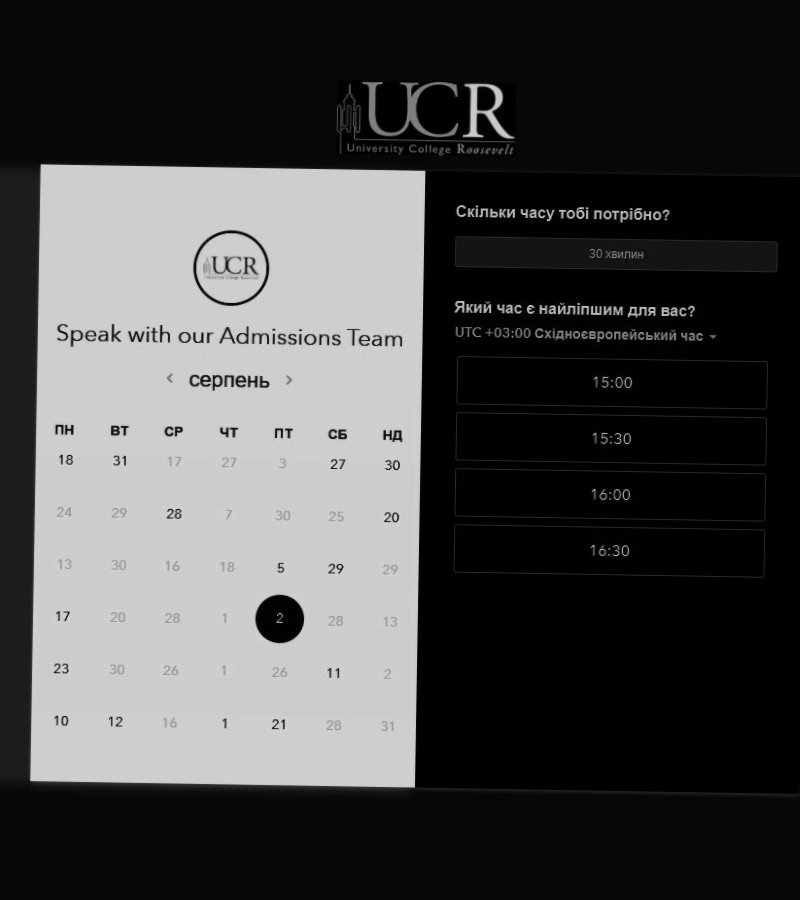 UCR
University College Roosevelt
UCR
University College Roosevelt
Speak with our Admissions Team
серпень
ПН ВТ СР ЧТ ПТ СБ НД
18 31 17 27 3 27 30
24 29 28 7 30 25 20
13 30 16 18 5 29 29
17 20 28 1 2 28 13
23 30 26 1 26 11 2
10 12 16 1 21 28 31
Скільки часу тобі потрібно?
30 хвилин
Який час є найліпшим для вас?
UTC +03:00 Східноєвропейський час
15:00
15:30
16:00
16:30